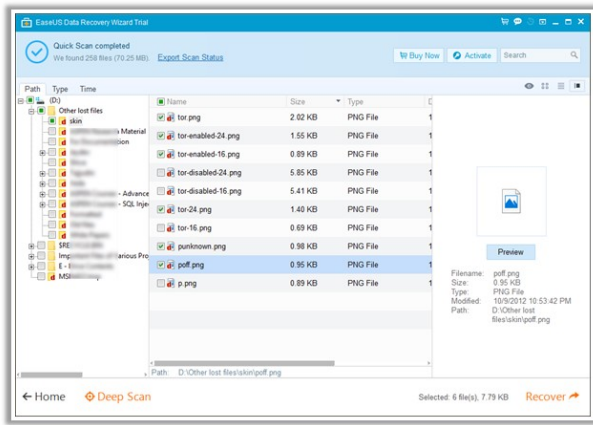 EaseUS Data Recovery Wizard Trial
Quick Scan completed
We found 258 files (70.25 MB) Export Scan Status
Buy Now Activate Search
Path Type Time
(D:)
Other lost files
skin
Material
- Advance
- SQL Injec
$RE
Imp
arious Pro
E - E
Name Size Type
tor.png 2.02 KB PNG File
tor-enabled-24.png 1.55 KB PNG File
tor-enabled-16.png 0.89 KB PNG File
tor-disabled-24.png 5.85 KB PNG File
tor-disabled-16.png 5.41 KB PNG File
tor-24.png 1.40 KB PNG File
tor-16.png 0.69 KB PNG File
punknown.png 0.98 KB PNG File
poff.png 0.95 KB PNG File
p.png 0.89 KB PNG File
Path: D:\Other lost files\skin\poff.png
Preview
Filename: poff.png
Size: 0.95 KB
Type: PNG File
Modified: 10/9/2012 10:53:42 PM
Path: D:\Other lost
files\skin\poff.png
Home Deep Scan Selected: 6 file(s), 7.79 KB Recover